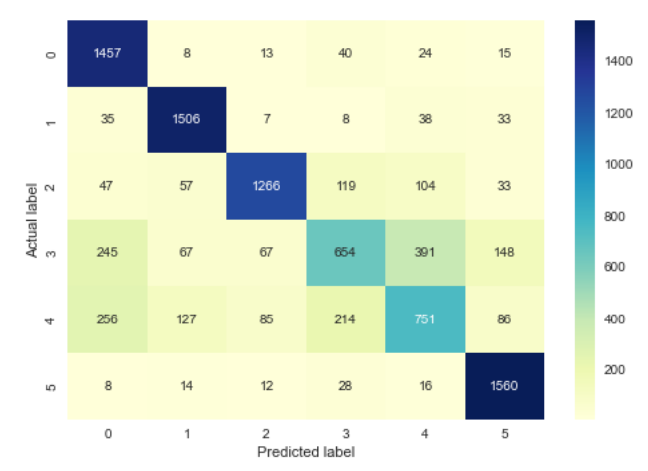 0 1457 8 13 40 24 15
1 35 1506 7 8 38 33
2 47 57 1266 119 104 33
3 245 67 67 654 391 148
4 256 127 85 214 751 86
5 8 14 12 28 16 1560
0 1 2 3 4 5
Predicted label
Actual label
1400
1200
1000
800
600
400
200